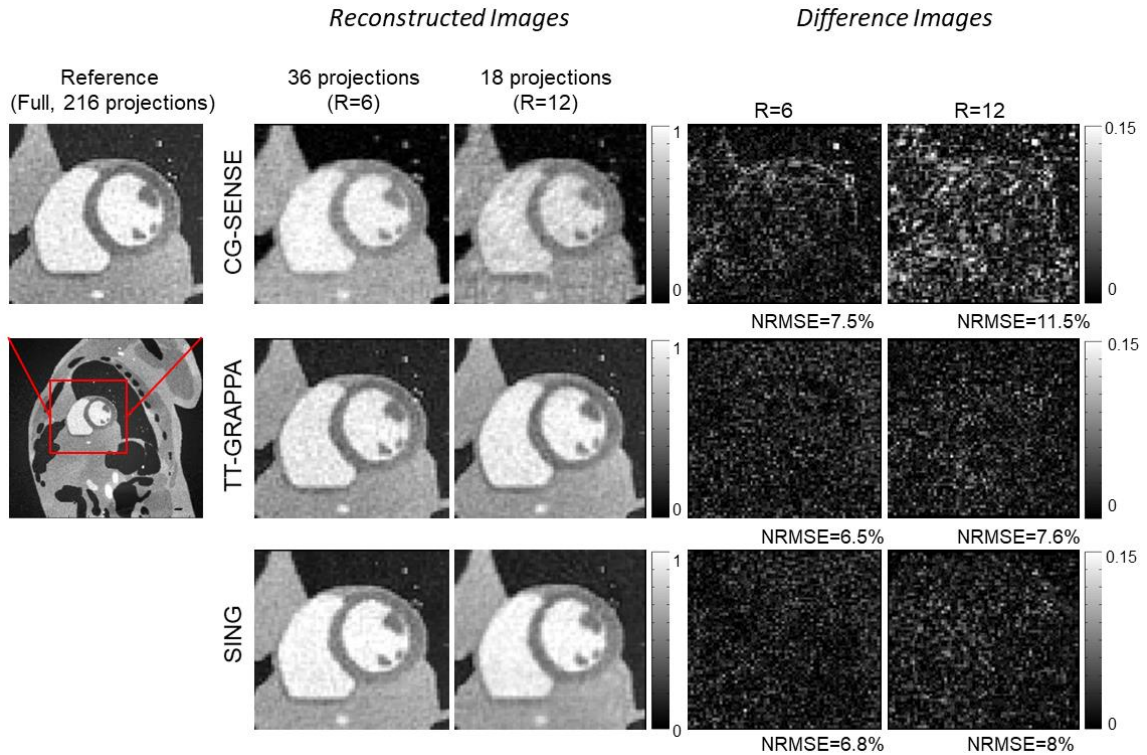 Reconstructed Images
Difference Images
Reference
(Full, 216 projections)
36 projections
(R=6)
18 projections
(R=12)
R=6
R=12
CG-SENSE
1
0
0.15
0
NRMSE=7.5%
NRMSE=11.5%
TT-GRAPPA
1
0
0.15
0
NRMSE=6.5%
NRMSE=7.6%
SING
1
0
0.15
0
NRMSE=6.8%
NRMSE=8%